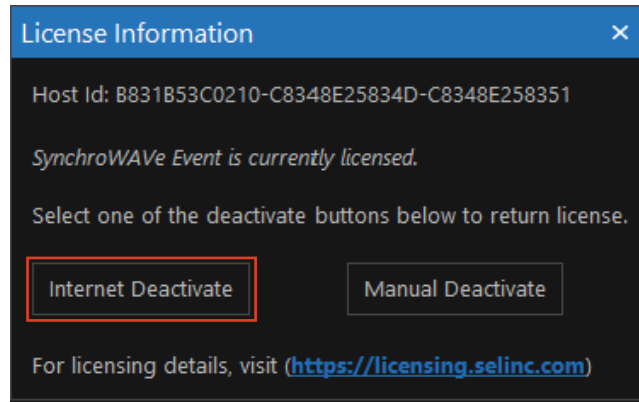 License Information
Host Id: B831B53C0210-C8348E25834D-C8348E258351
SynchroWAVe Event is currently licensed.
Select one of the deactivate buttons below to return license.
Internet Deactivate Manual Deactivate
For licensing details, visit (https://licensing.selinc.com)